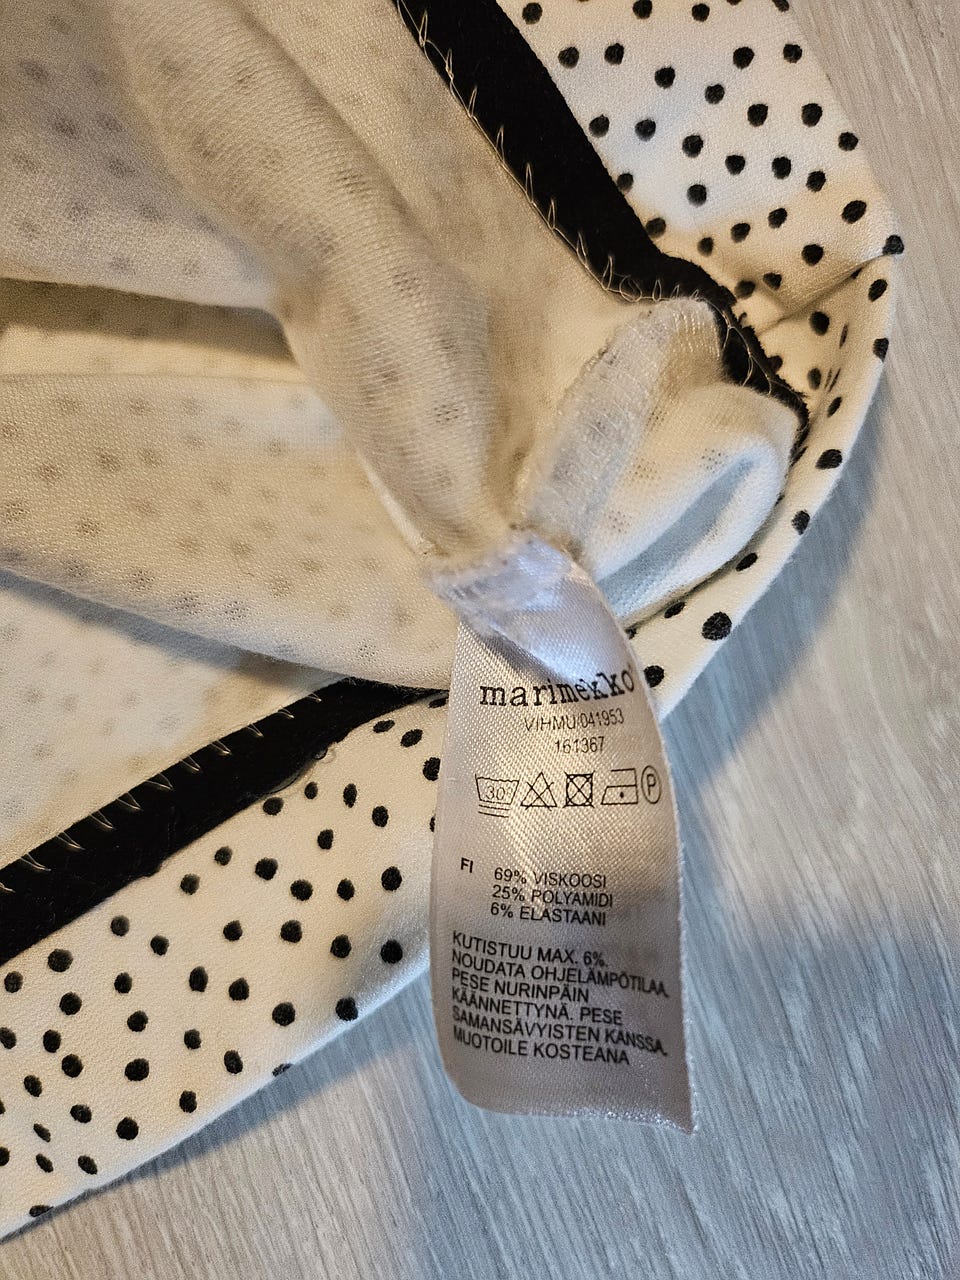 marimekko®
VIHMU/041953
161367
30° P
FI 69% VISKOOSI
25% POLYAMIDI
6% ELASTAANI
KUTISTUU MAX. 6%.
NOUDATA OHJELÄMPÖTILAA.
PESE NURINPÄIN
KÄÄNNETTYNÄ. PESE
SAMANSÄVYISTEN KANSSA.
MUOTOILE KOSTEANA